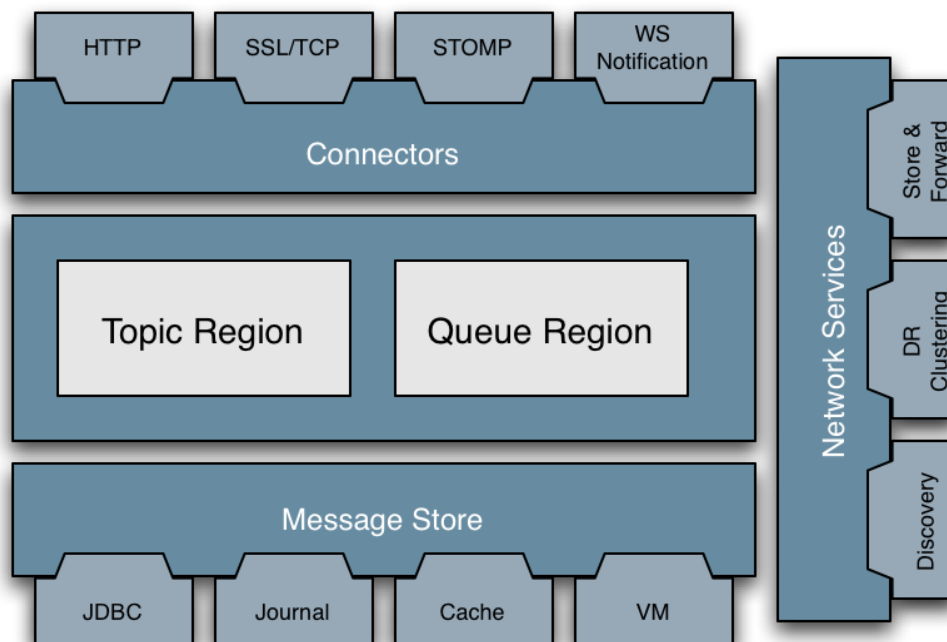 HTTP
SSL/TCP
STOMP
WS
Notification
Connectors
Topic Region
Queue Region
Message Store
JDBC
Journal
Cache
VM
Network Services
Store &
Forward
DR
Clustering
Discovery